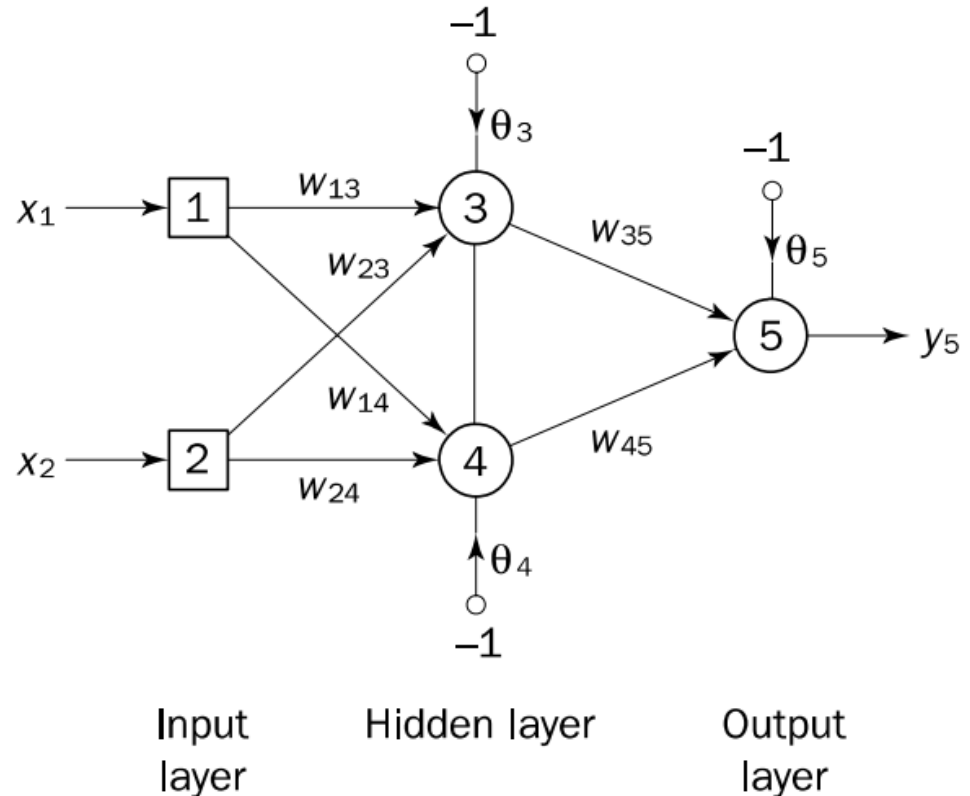 –1
θ3
–1
x1
1
w13
3
w35
θ5
w23
5
y5
w14
x2
2
w24
4
w45
θ4
–1
Input layer
Hidden layer
Output layer